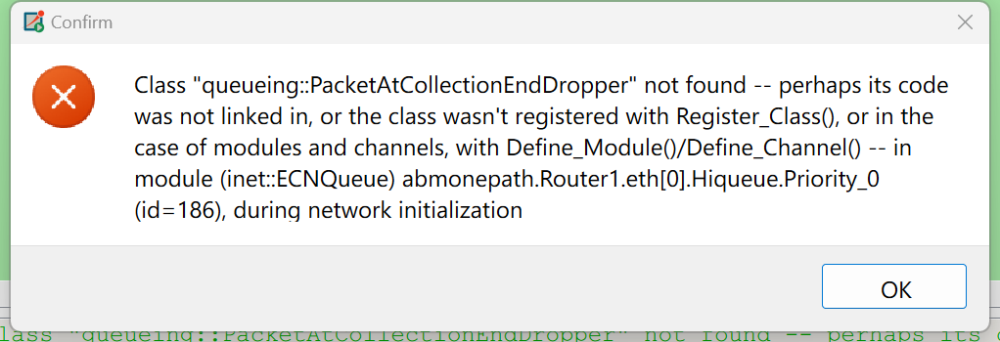 Confirm
Class "queueing::PacketAtCollectionEndDropper" not found -- perhaps its code
was not linked in, or the class wasn't registered with Register_Class(), or in the
case of modules and channels, with Define_Module()/Define_Channel() -- in
module (inet::ECNQueue) abmonepath.Router1.eth[0].Hiqueue.Priority_0
(id=186), during network initialization
OK
lass "queueing::PacketAtCollectionEndDropper" not found -- perhaps its